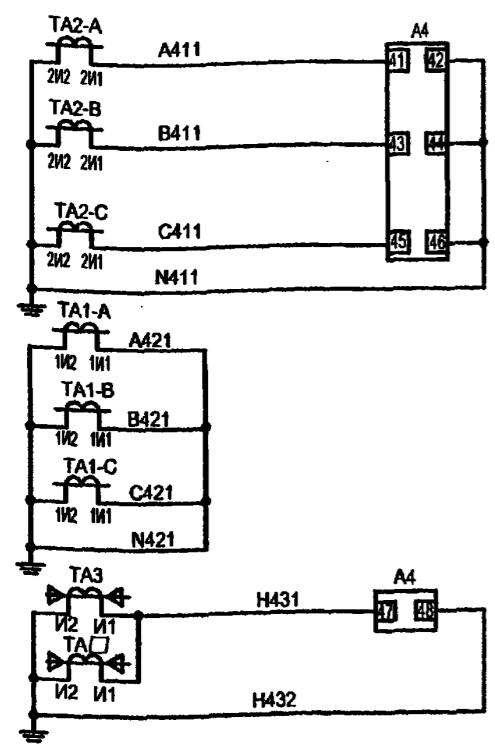 TA2-A
A411
A4
2И2 2И1
41 42
TA2-B
B411
2И2 2И1
43 44
TA2-C
C411
2И2 2И1
45 46
N411
TA1-A
A421
1И2 1И1
TA1-B
B421
1И2 1И1
TA1-C
C421
1И2 1И1
N421
TA3
A4
H431
И2 И1
47 48
TA
И2 И1
H432